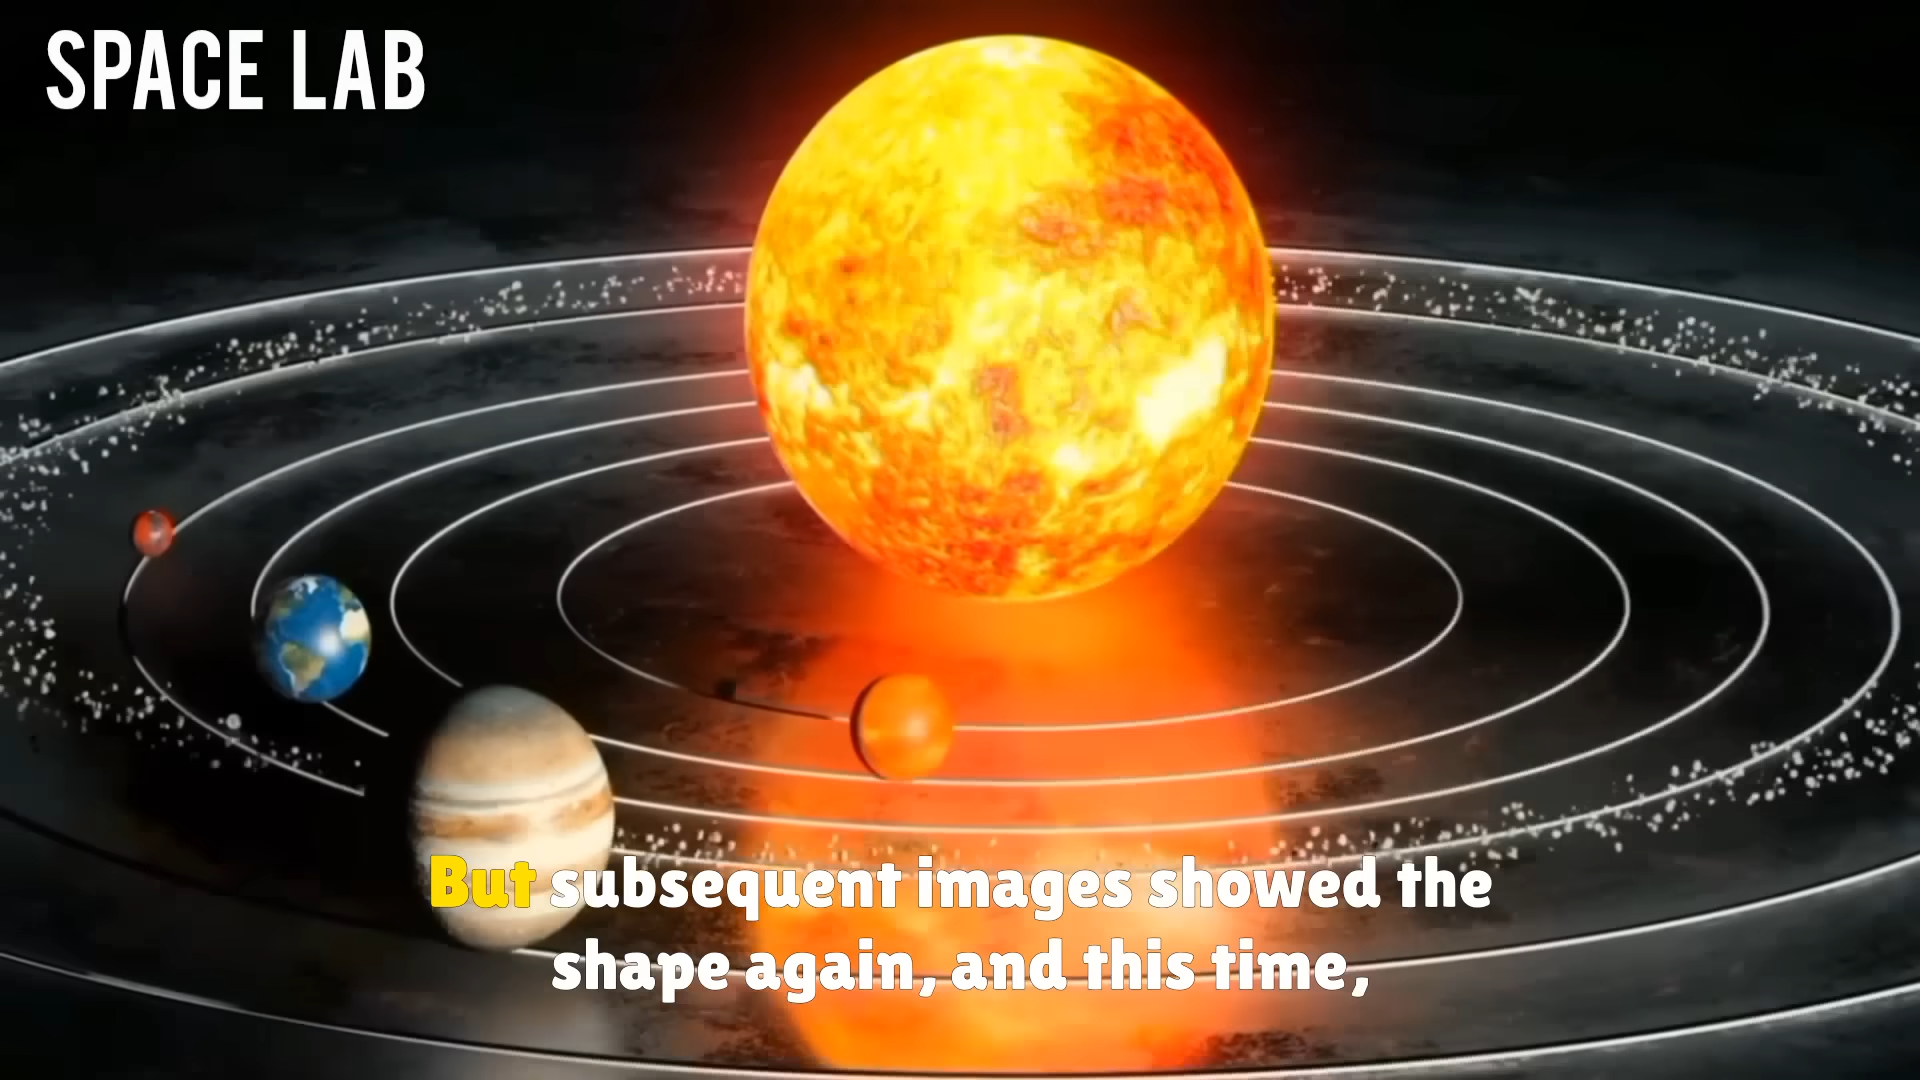 SPACE LAB
But subsequent images showed the
shape again, and this time,